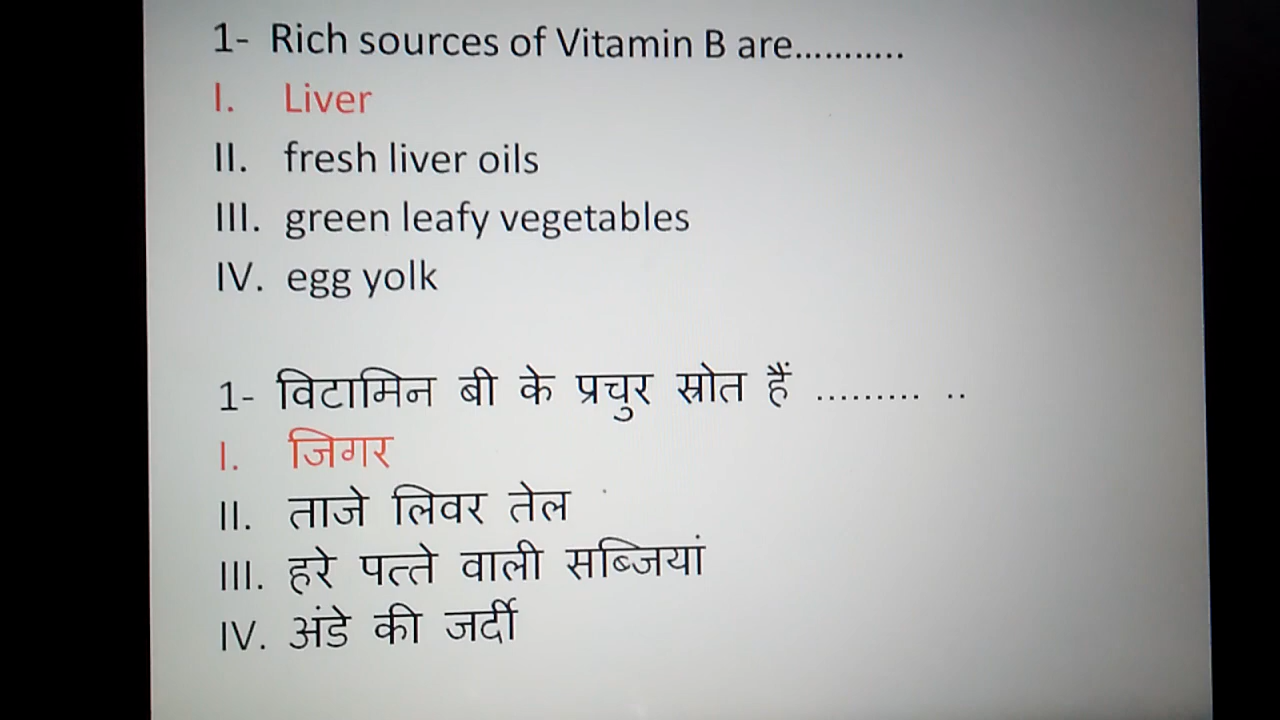 1- Rich sources of Vitamin B are...........
I. Liver
II. fresh liver oils
III. green leafy vegetables
IV. egg yolk
1- विटामिन बी के प्रचुर स्रोत हैं ......... ..
I. जिगर
II. ताजे लिवर तेल
III. हरे पत्ते वाली सब्जियां
IV. अंडे की जर्दी